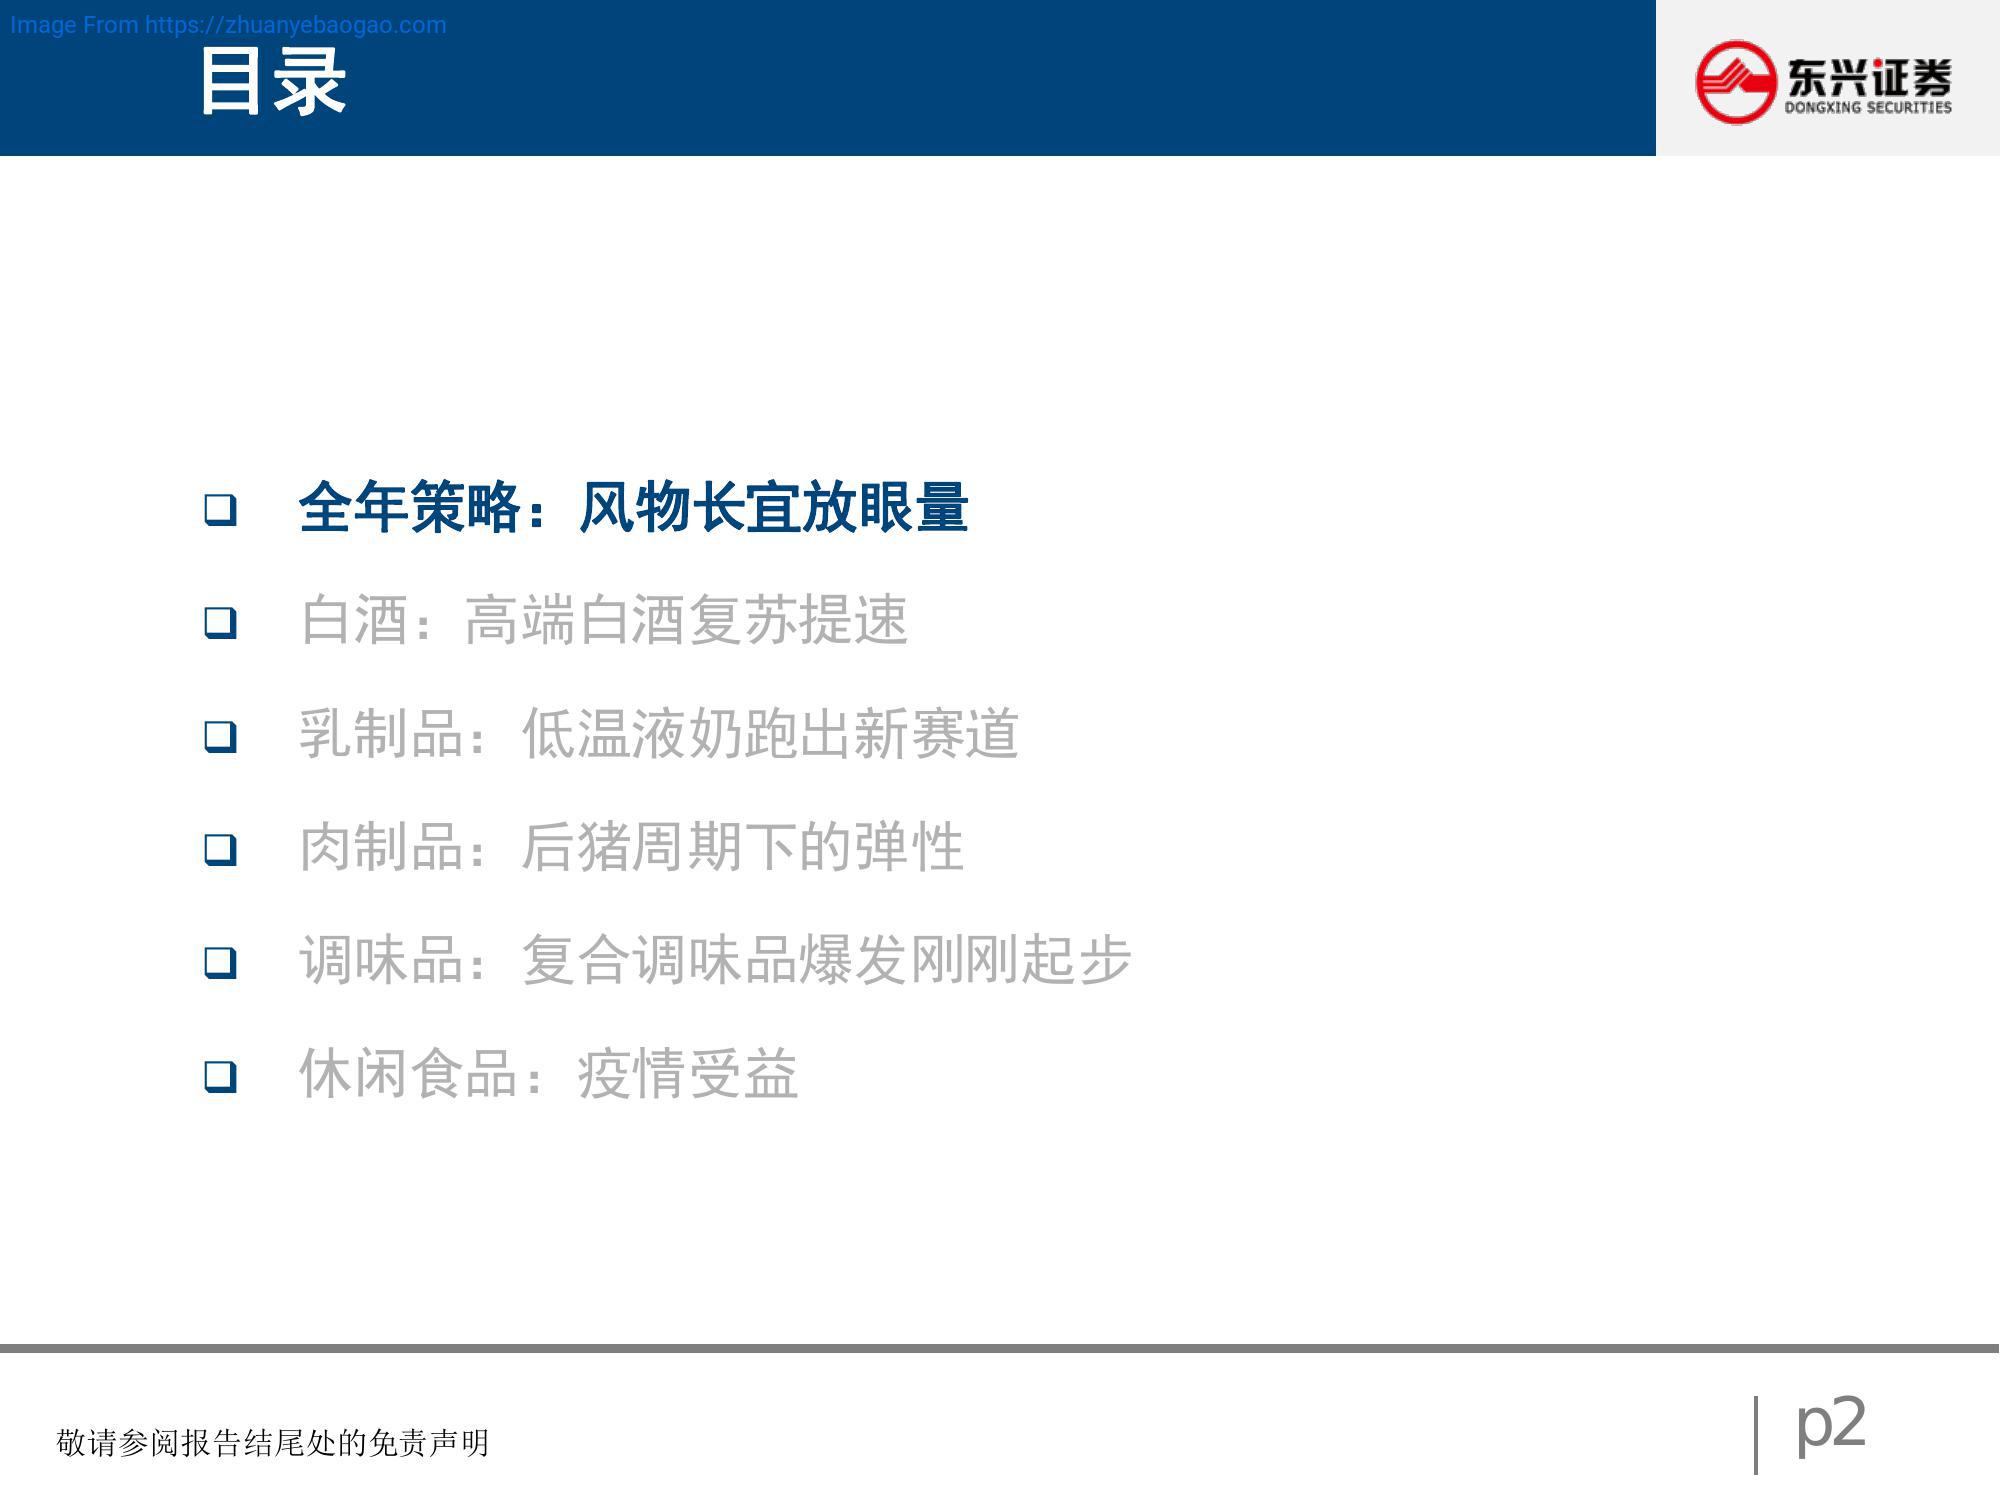 Image From https://zhuanyebaogao.com
目录
东兴证券
DONGXING SECURITIES
全年策略：风物长宜放眼量
白酒：高端白酒复苏提速
乳制品：低温液奶跑出新赛道
肉制品：后猪周期下的弹性
调味品：复合调味品爆发刚刚起步
休闲食品：疫情受益
敬请参阅报告结尾处的免责声明
p2